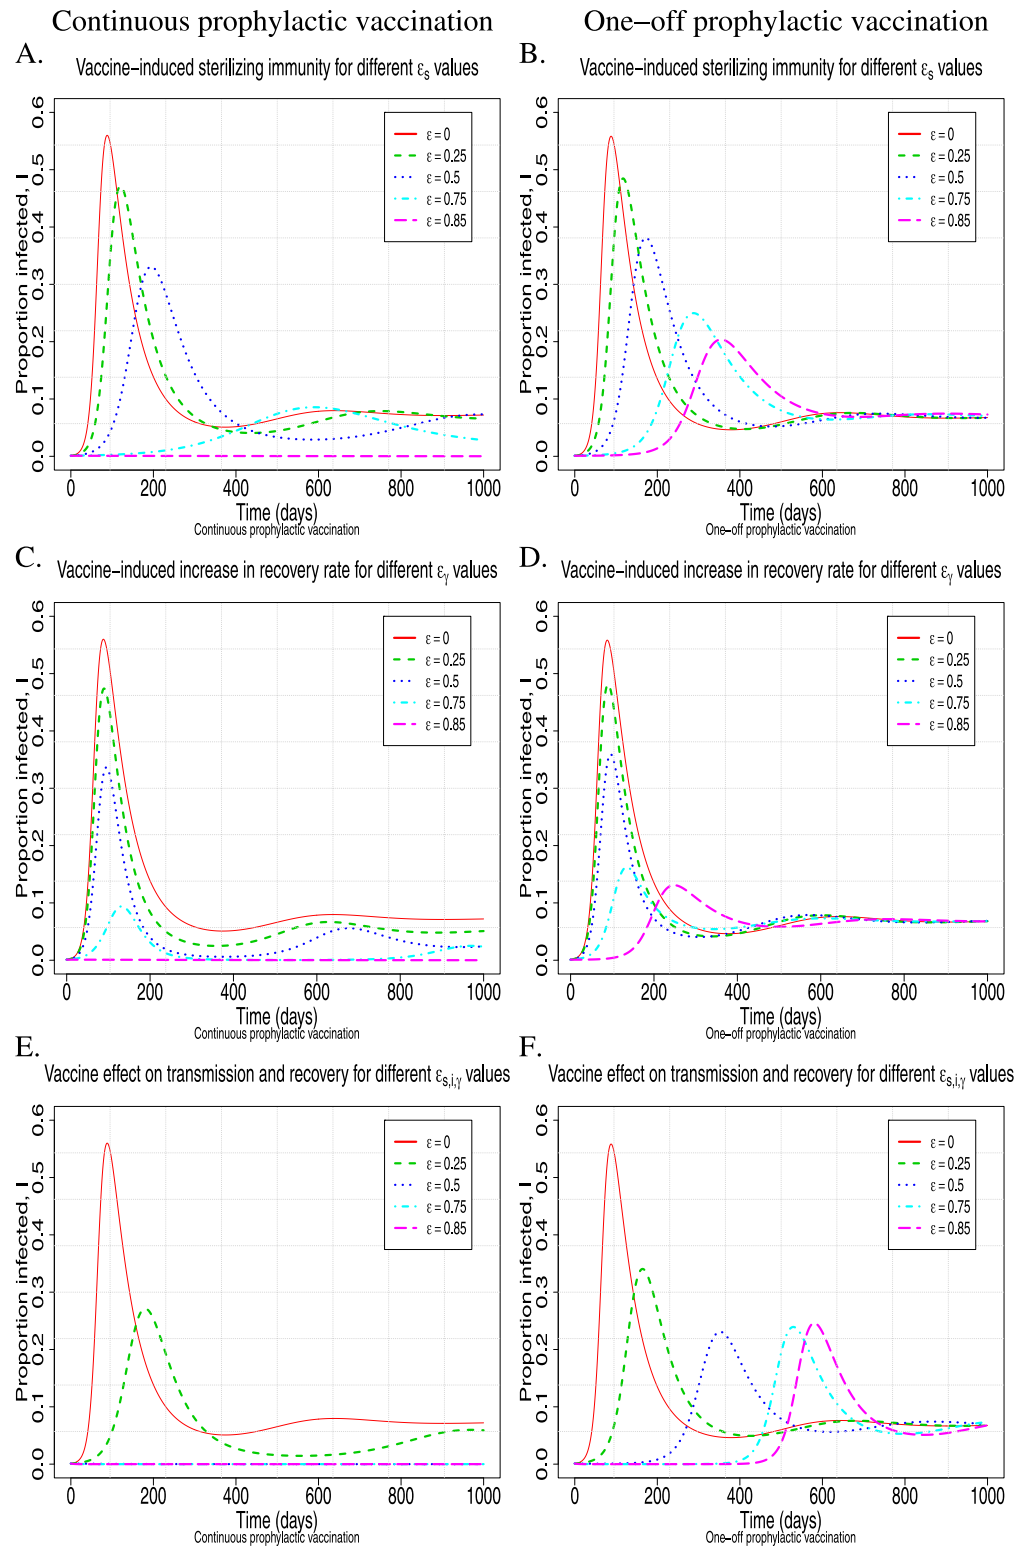 Continuous prophylactic vaccination
One−off prophylactic vaccination
A.
Vaccine−induced sterilizing immunity for different εs values
Proportion infected, I
0.0 0.1 0.2 0.3 0.4 0.5 0.6
ε = 0
ε = 0.25
ε = 0.5
ε = 0.75
ε = 0.85
0 200 400 600 800 1000
Time (days)
Continuous prophylactic vaccination
B.
Vaccine−induced sterilizing immunity for different εs values
Proportion infected, I
0.0 0.1 0.2 0.3 0.4 0.5 0.6
ε = 0
ε = 0.25
ε = 0.5
ε = 0.75
ε = 0.85
0 200 400 600 800 1000
Time (days)
One−off prophylactic vaccination
C.
Vaccine−induced increase in recovery rate for different εγ values
Proportion infected, I
0.0 0.1 0.2 0.3 0.4 0.5 0.6
ε = 0
ε = 0.25
ε = 0.5
ε = 0.75
ε = 0.85
0 200 400 600 800 1000
Time (days)
Continuous prophylactic vaccination
D.
Vaccine−induced increase in recovery rate for different εγ values
Proportion infected, I
0.0 0.1 0.2 0.3 0.4 0.5 0.6
ε = 0
ε = 0.25
ε = 0.5
ε = 0.75
ε = 0.85
0 200 400 600 800 1000
Time (days)
One−off prophylactic vaccination
E.
Vaccine effect on transmission and recovery for different εs,i,γ values
Proportion infected, I
0.0 0.1 0.2 0.3 0.4 0.5 0.6
ε = 0
ε = 0.25
ε = 0.5
ε = 0.75
ε = 0.85
0 200 400 600 800 1000
Time (days)
Continuous prophylactic vaccination
F.
Vaccine effect on transmission and recovery for different εs,i,γ values
Proportion infected, I
0.0 0.1 0.2 0.3 0.4 0.5 0.6
ε = 0
ε = 0.25
ε = 0.5
ε = 0.75
ε = 0.85
0 200 400 600 800 1000
Time (days)
One−off prophylactic vaccination